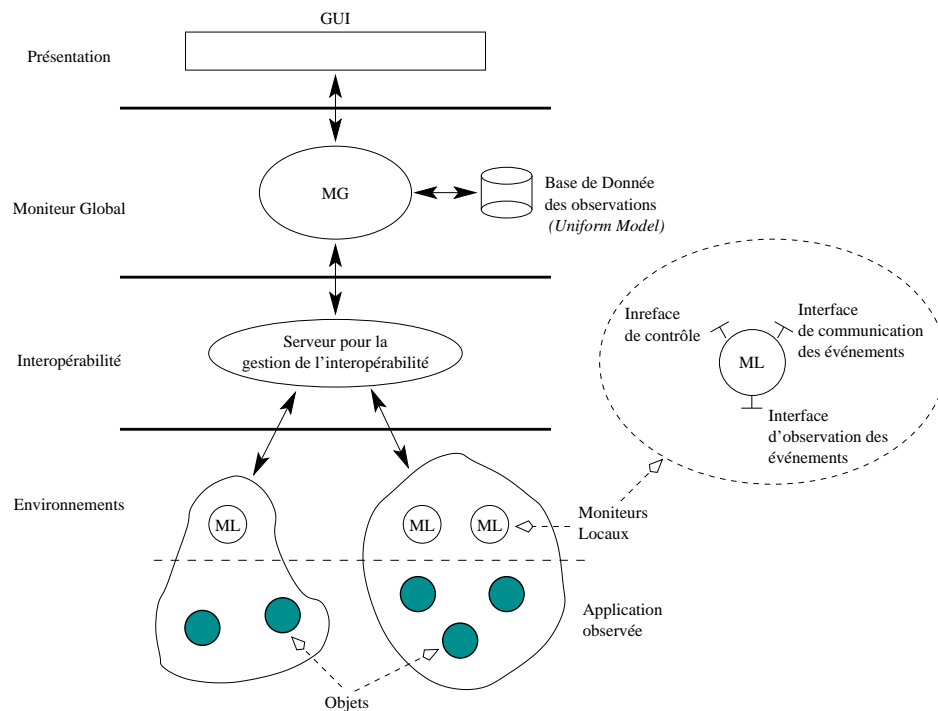 GUI
Présentation
MG
Moniteur Global
Base de Donnée
des observations
(Uniform Model)
Interopérabilité
Serveur pour la
gestion de l'interopérabilité
Inreface
de contrôle
Interface
de communication
des événements
ML
Interface
d'observation des
événements
Environnements
ML
ML
ML
Moniteurs
Locaux
Application
observée
Objets